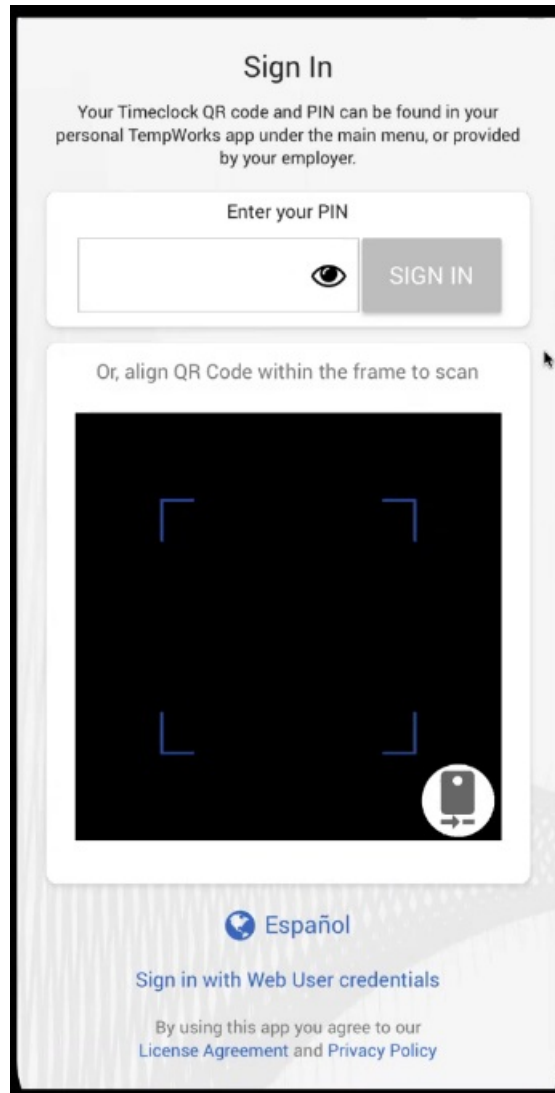 Sign In
Your Timeclock QR code and PIN can be found in your
personal TempWorks app under the main menu, or provided
by your employer.
Enter your PIN
SIGN IN
Or, align QR Code within the frame to scan
Español
Sign in with Web User credentials
By using this app you agree to our
License Agreement and Privacy Policy